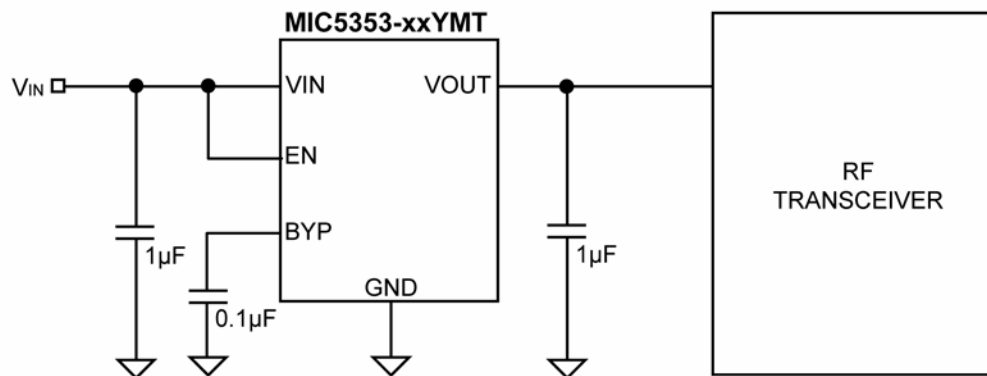 MIC5353-xxYMT
VIN
VIN
VOUT
EN
RF
TRANSCEIVER
BYP
1µF
1µF
GND
0.1µF